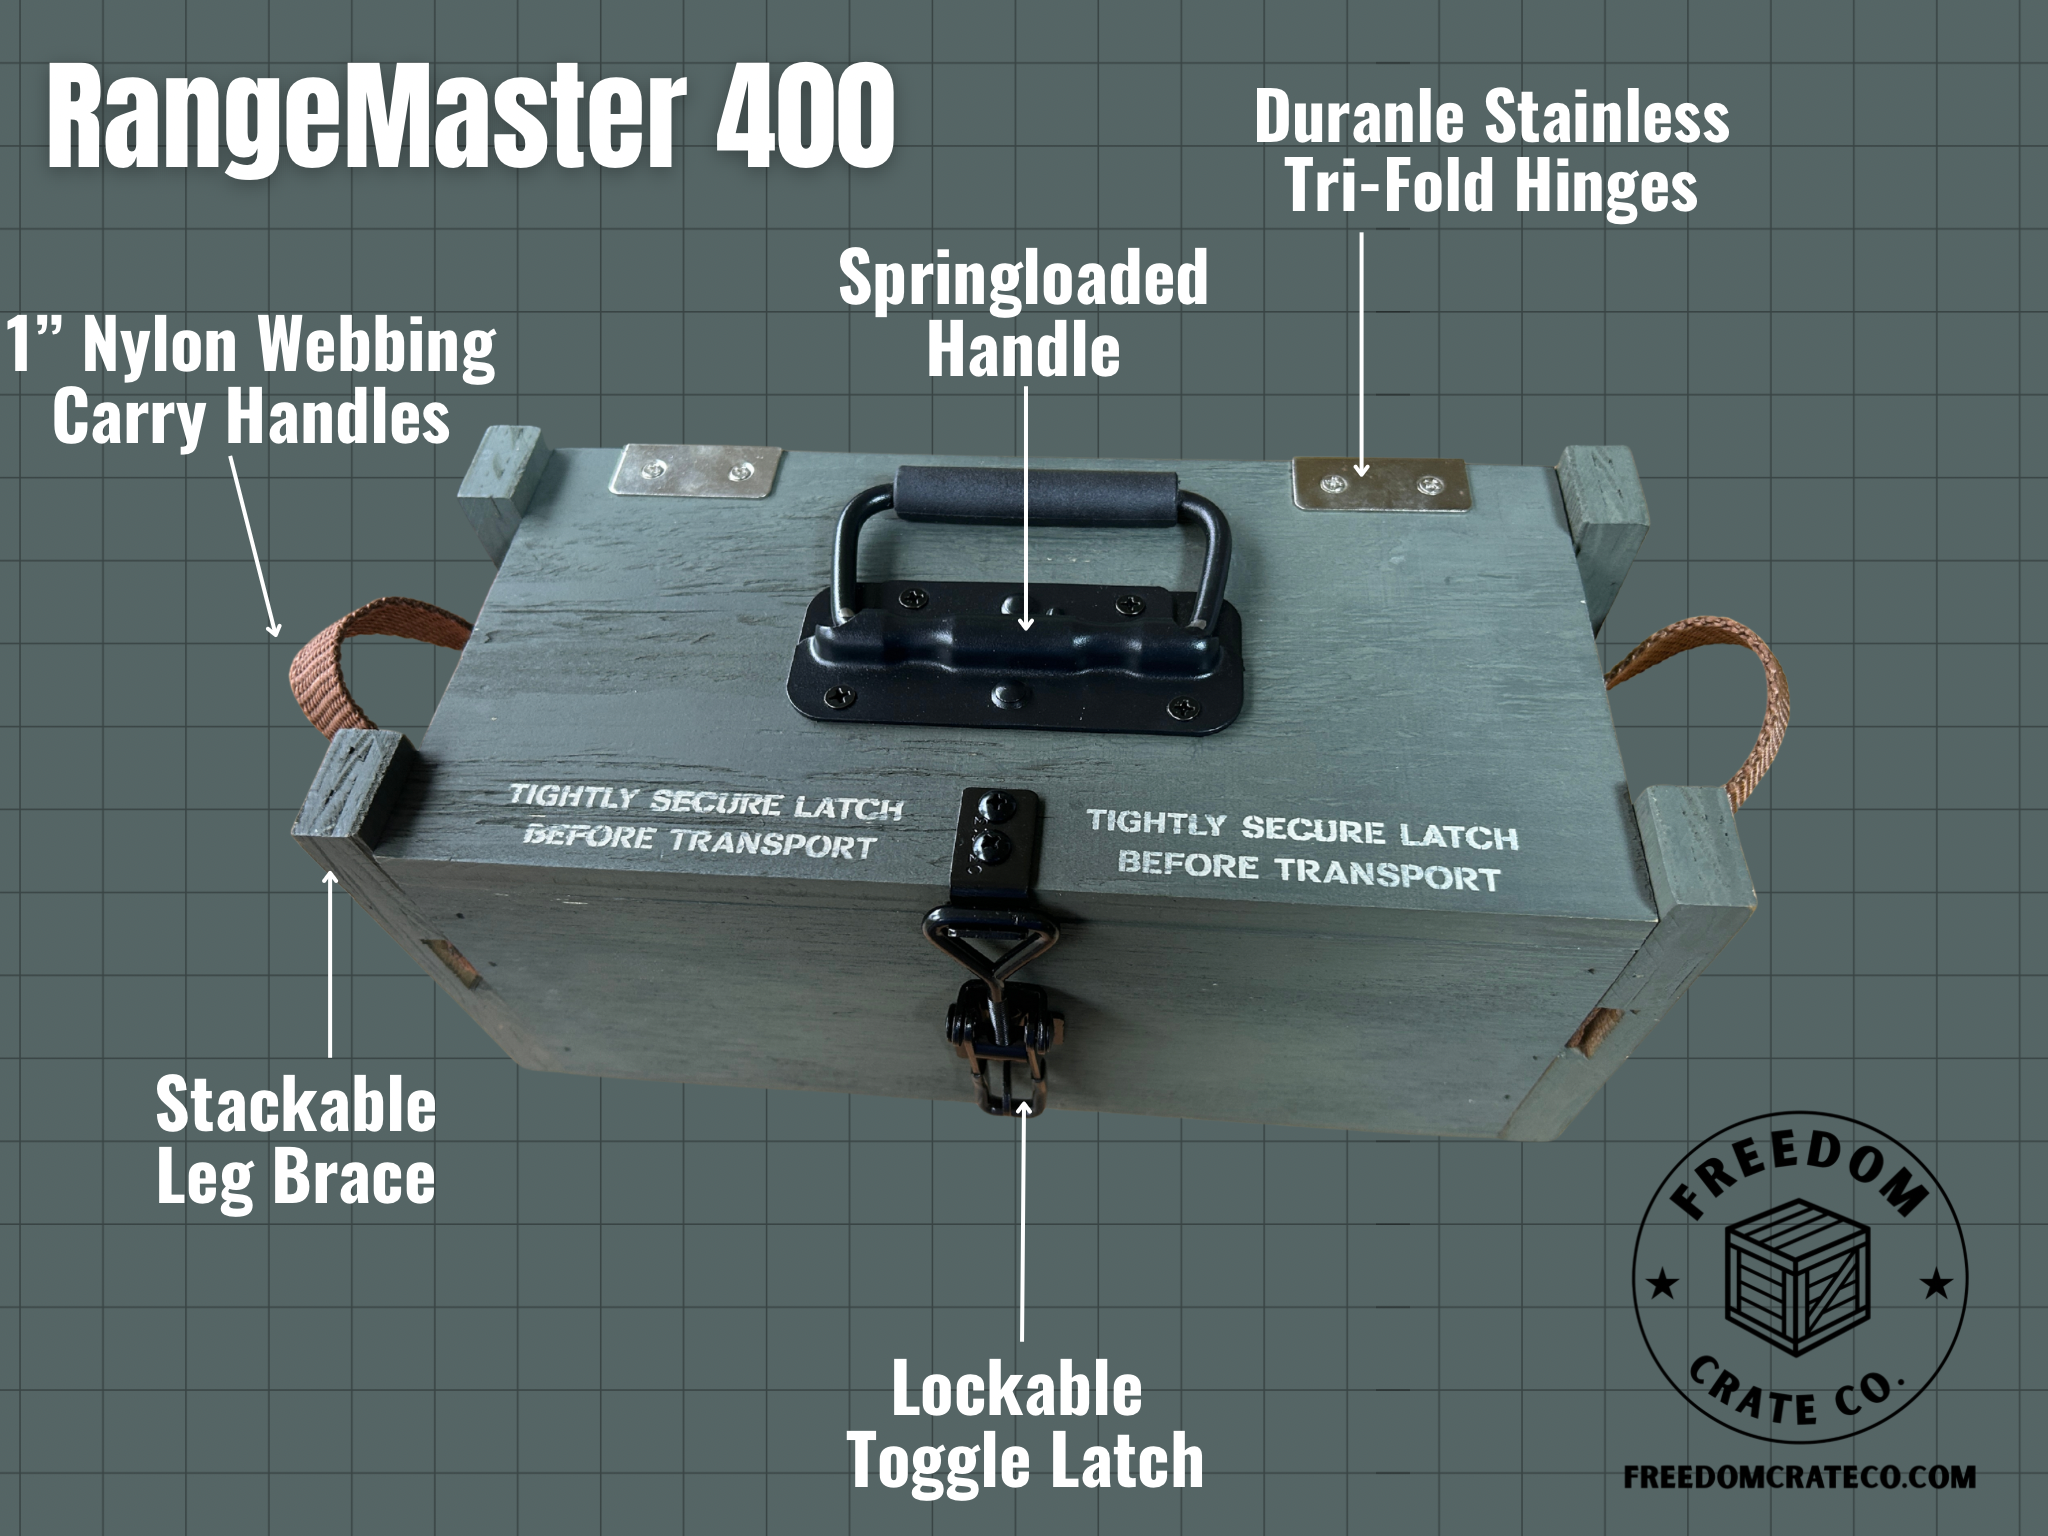 RangeMaster 400
Duranle Stainless
Tri-Fold Hinges
Springloaded
Handle
1” Nylon Webbing
Carry Handles
TIGHTLY SECURE LATCH
BEFORE TRANSPORT
TIGHTLY SECURE LATCH
BEFORE TRANSPORT
Stackable
Leg Brace
Lockable
Toggle Latch
FREEDOM
CRATE CO.
FREEDOMCRATECO.COM